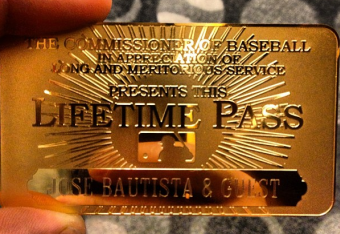 THE COMMISSIONER OF BASEBALL
IN APPRECIATION OF
LONG AND MERITORIOUS SERVICE
PRESENTS THIS
LIFETIME PASS
JOSE BAUTISTA & GUEST